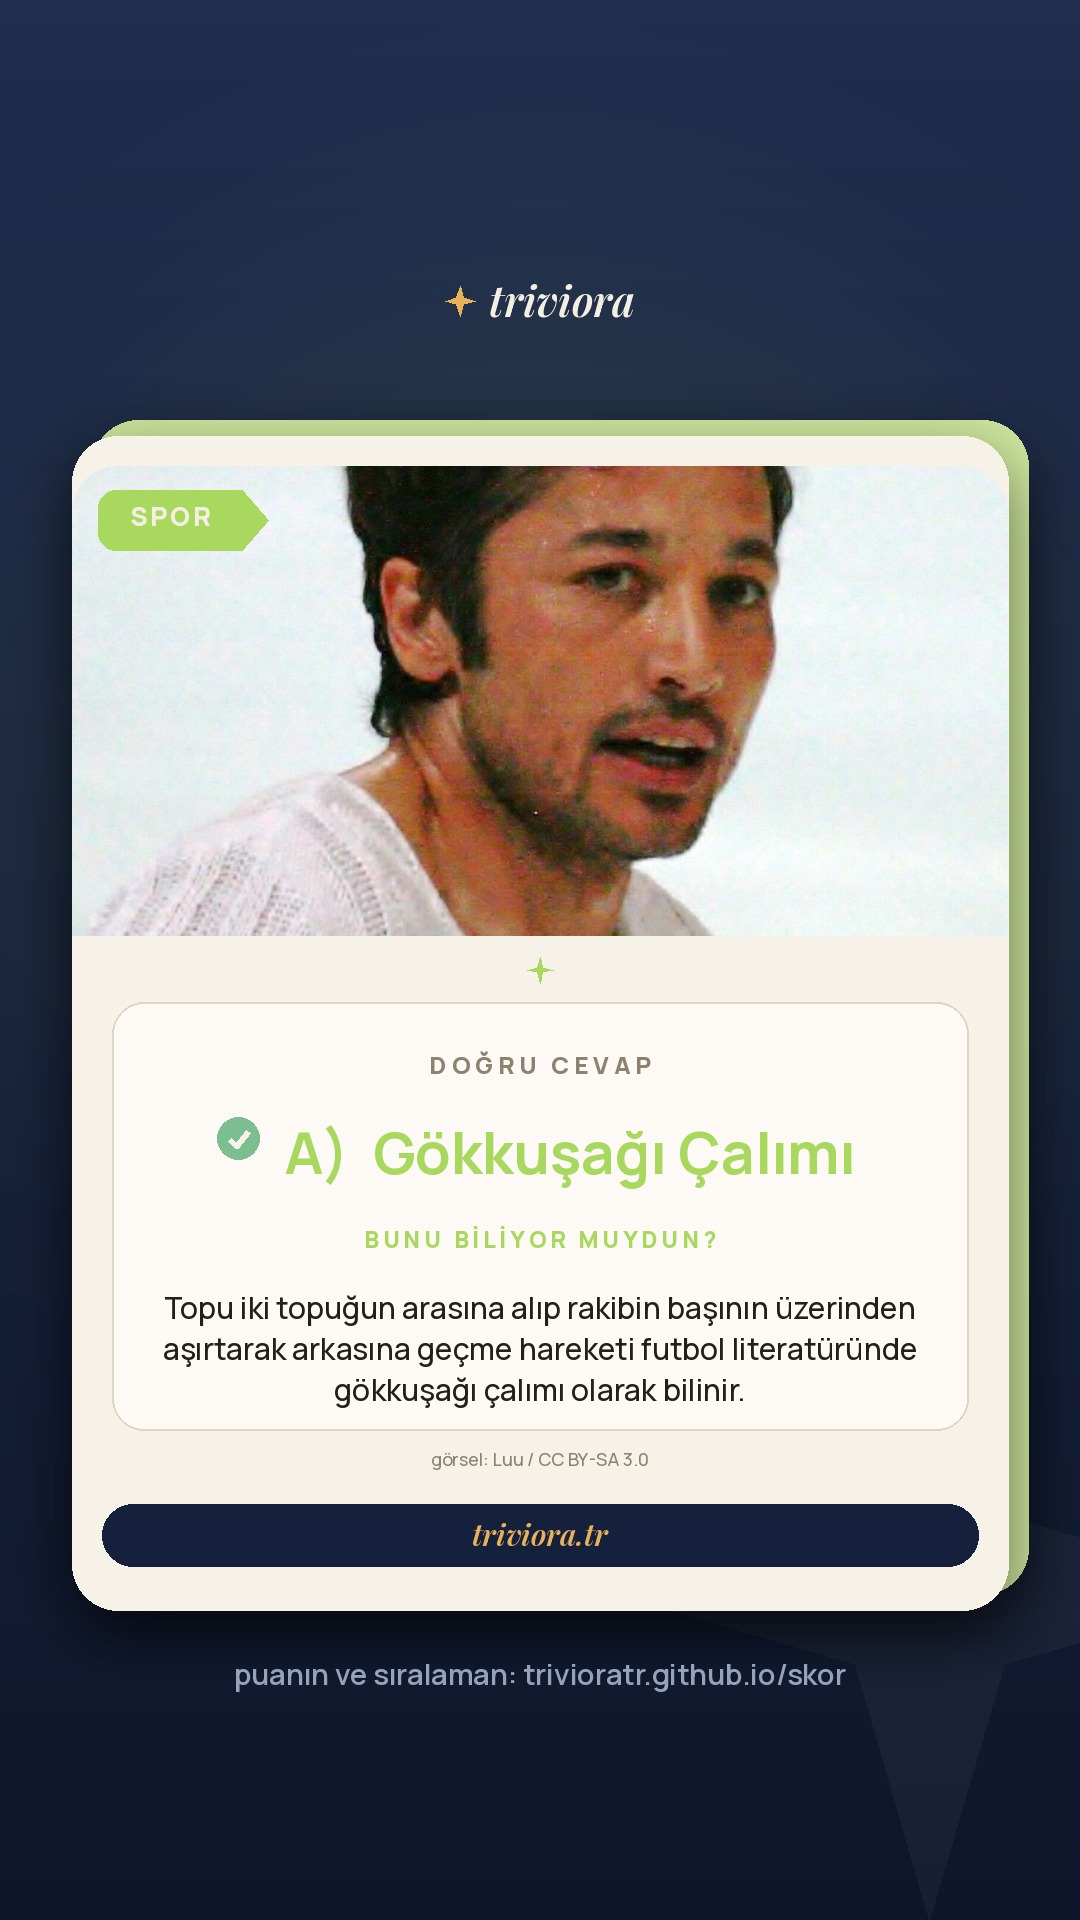 triviora
SPOR
DOĞRU CEVAP
A) Gökkuşağı Çalımı
BUNU BİLİYOR MUYDUN?
Topu iki topuğun arasına alıp rakibin başının üzerinden
aşırtarak arkasına geçme hareketi futbol literatüründe
gökkuşağı çalımı olarak bilinir.
görsel: Luu / CC BY-SA 3.0
triviora.tr
puanın ve sıralaman: trivioratr.github.io/skor